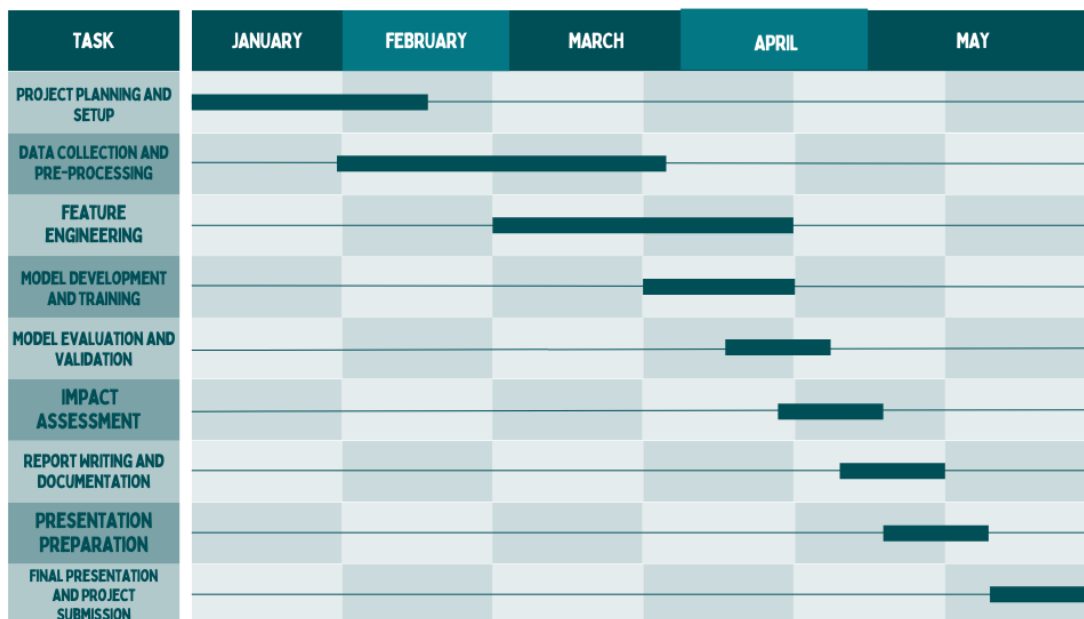 TASK JANUARY FEBRUARY MARCH APRIL MAY
PROJECT PLANNING AND
SETUP
DATA COLLECTION AND
PRE-PROCESSING
FEATURE
ENGINEERING
MODEL DEVELOPMENT
AND TRAINING
MODEL EVALUATION AND
VALIDATION
IMPACT
ASSESSMENT
REPORT WRITING AND
DOCUMENTATION
PRESENTATION
PREPARATION
FINAL PRESENTATION
AND PROJECT
SUBMISSION